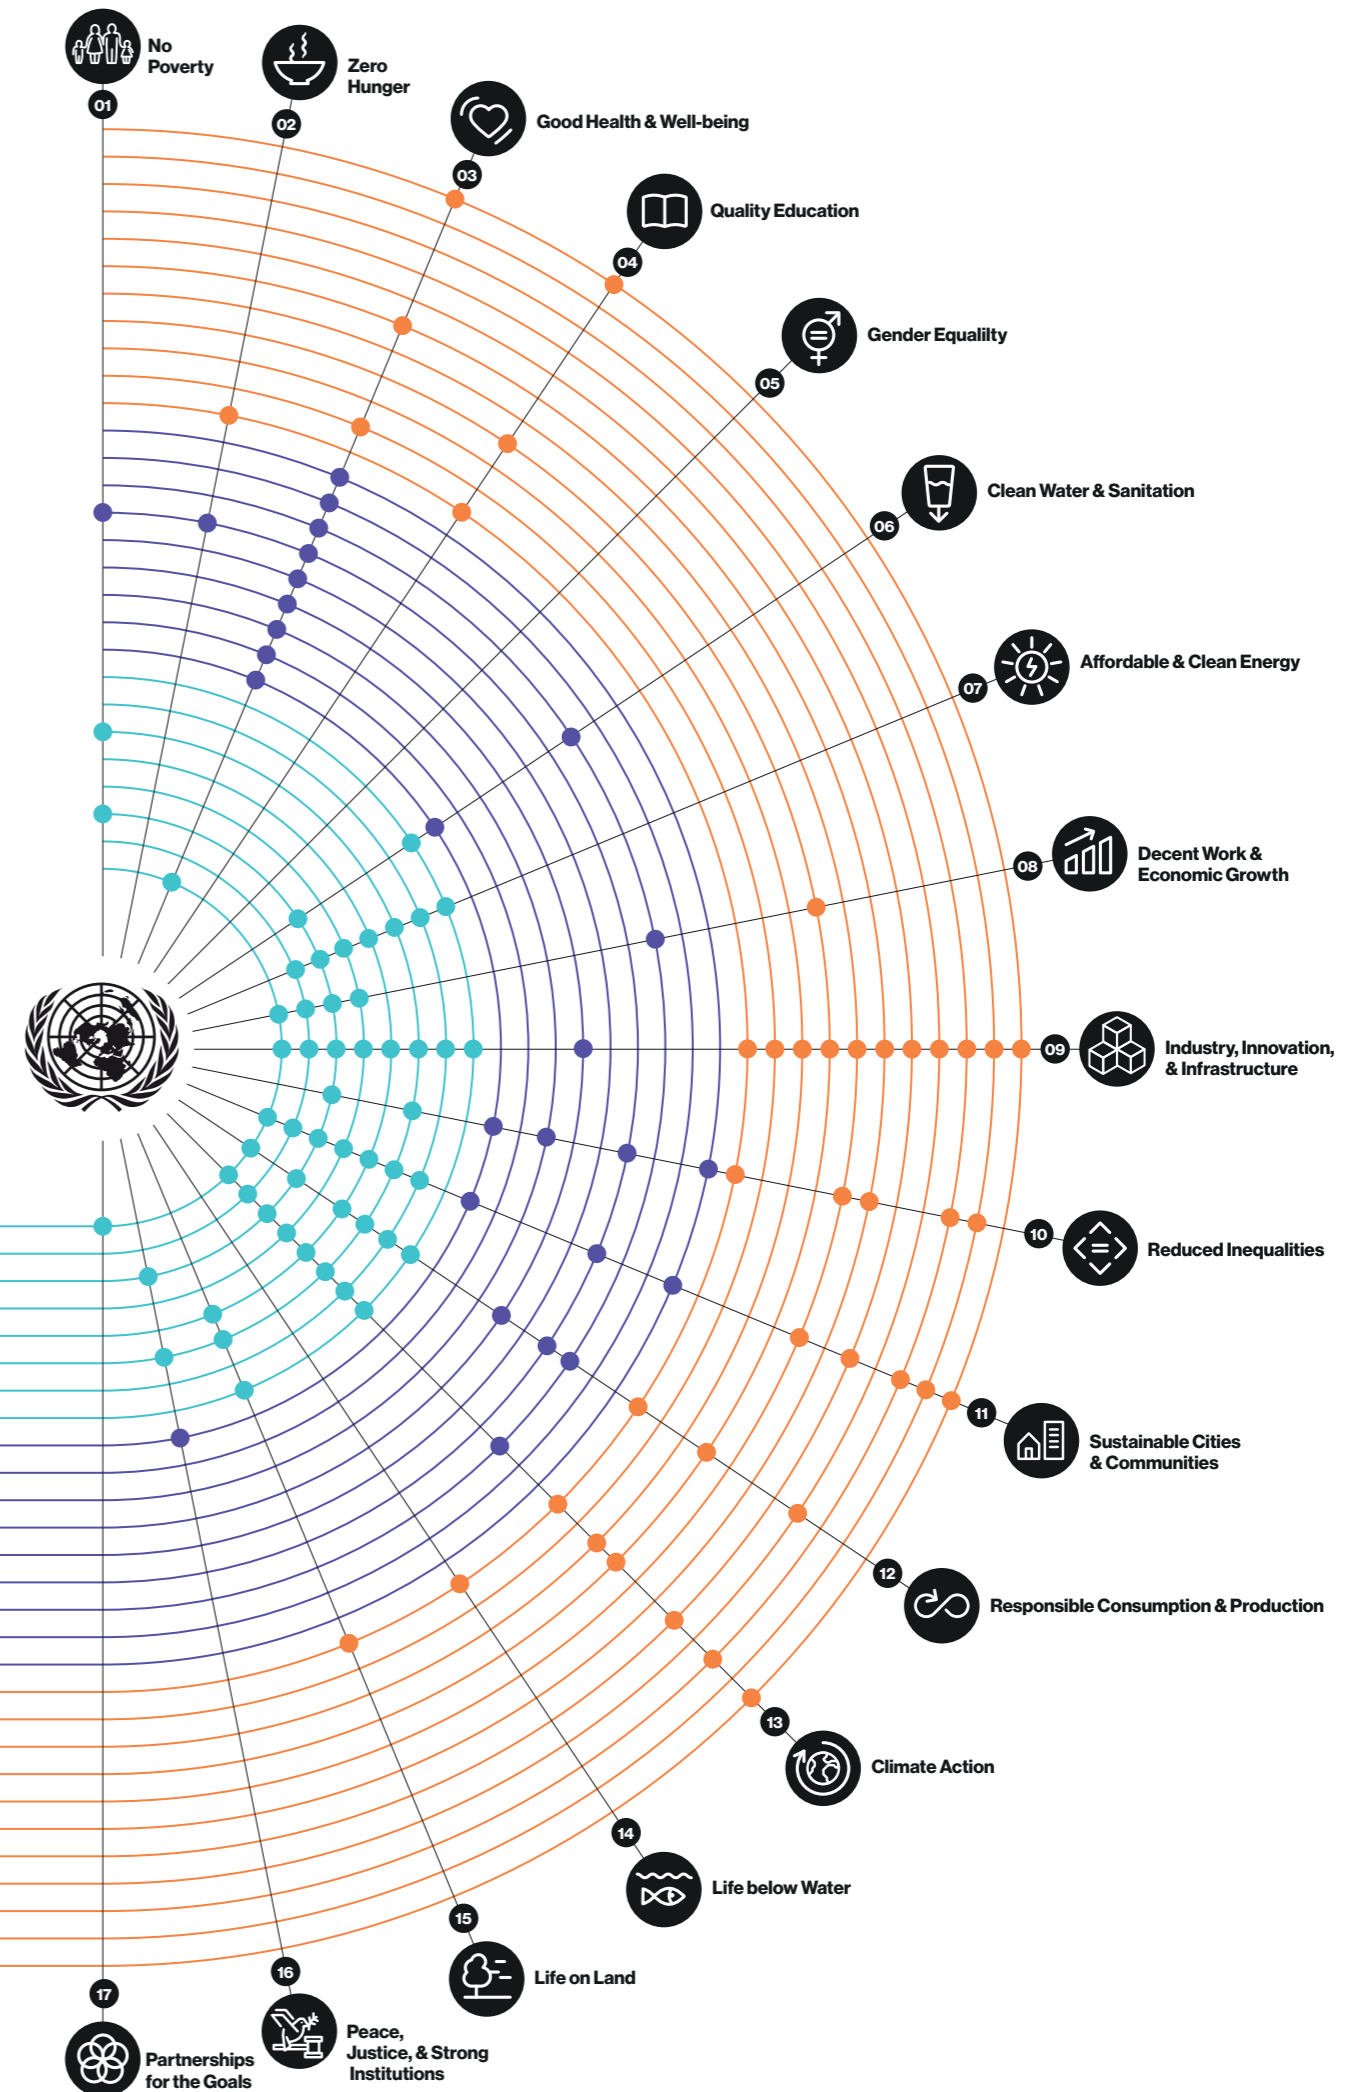 No
Poverty
01
Zero
Hunger
02
Good Health & Well-being
03
Quality Education
04
Gender Equalilty
05
Clean Water & Sanitation
06
Affordable & Clean Energy
07
Decent Work &
Economic Growth
08
Industry, Innovation,
& Infrastructure
09
Reduced Inequalities
10
Sustainable Cities
& Communities
11
Responsible Consumption & Production
12
Climate Action
13
Life below Water
14
Life on Land
15
Peace,
Justice, & Strong
Institutions
16
Partnerships
for the Goals
17